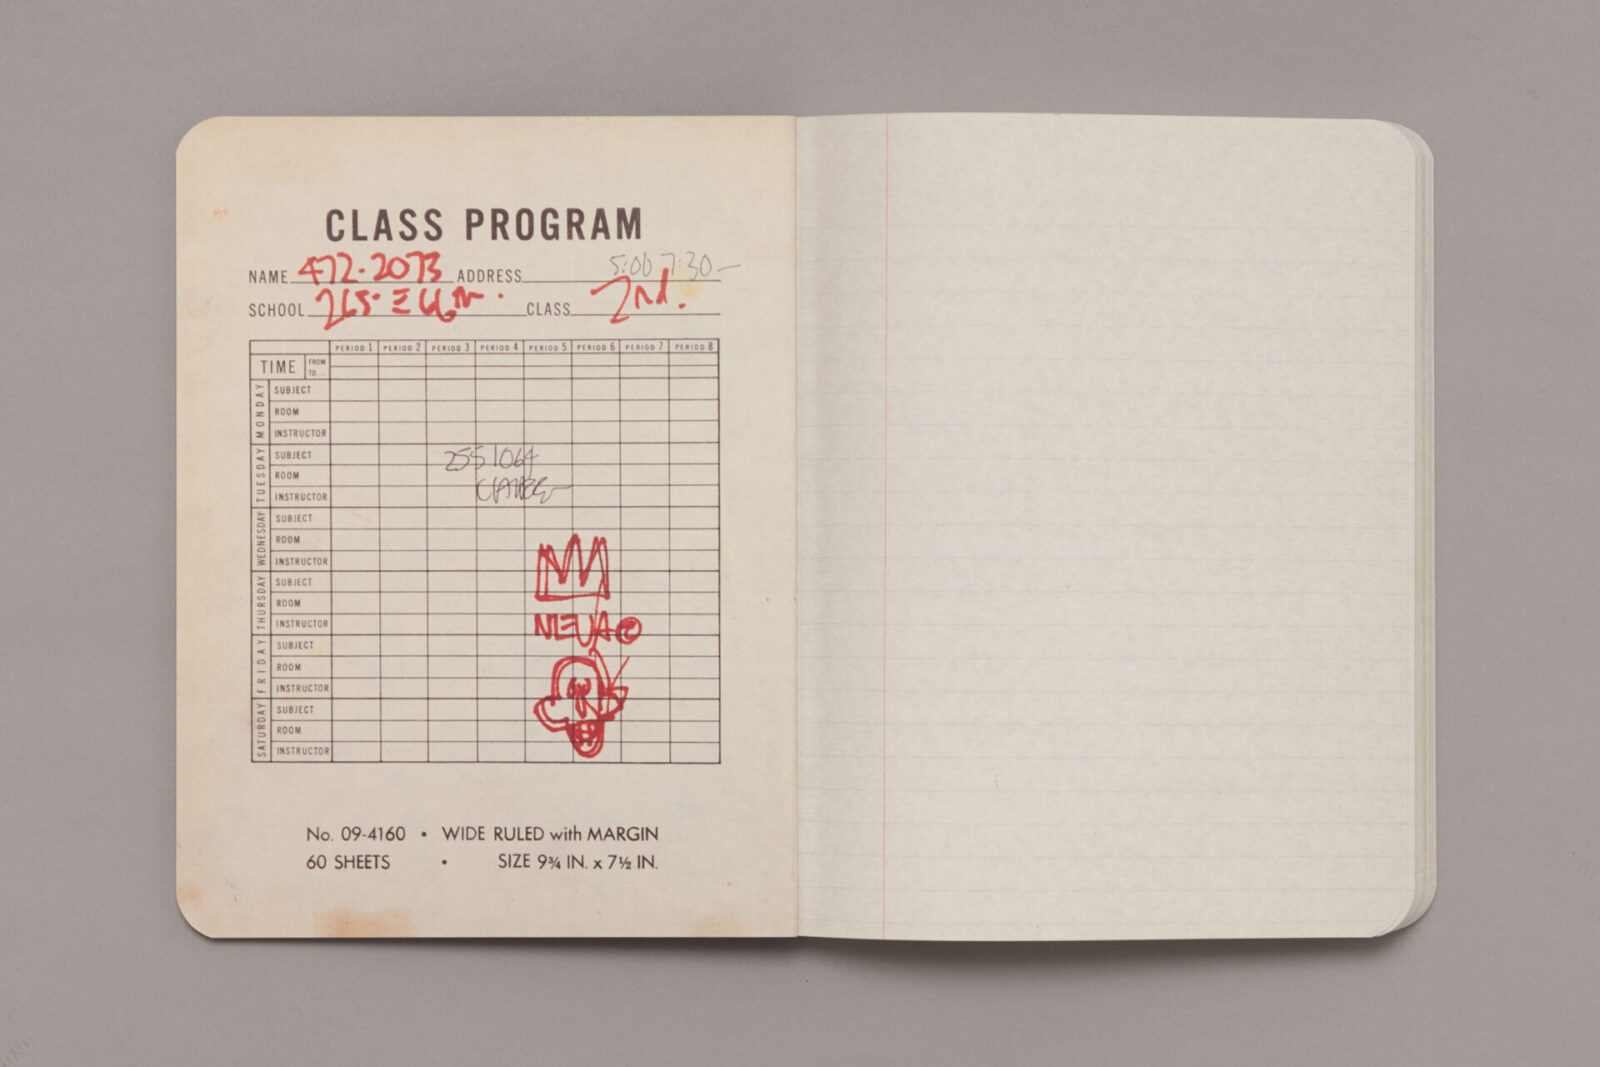 CLASS PROGRAM
NAME 472-2073 ADDRESS 5:00 7:30
SCHOOL 265 E CLASS 2nd.
PERIOD 1 PERIOD 2 PERIOD 3 PERIOD 4 PERIOD 5 PERIOD 6 PERIOD 7 PERIOD 8
TIME FROM
TO...
MONDAY
SUBJECT
ROOM
INSTRUCTOR
TUESDAY
SUBJECT
ROOM
INSTRUCTOR
255 1064
WEDNESDAY
SUBJECT
ROOM
INSTRUCTOR
THURSDAY
SUBJECT
ROOM
INSTRUCTOR
©
FRIDAY
SUBJECT
ROOM
INSTRUCTOR
SATURDAY
SUBJECT
ROOM
INSTRUCTOR
No. 09-4160 • WIDE RULED with MARGIN
60 SHEETS • SIZE 9¾ IN. x 7½ IN.